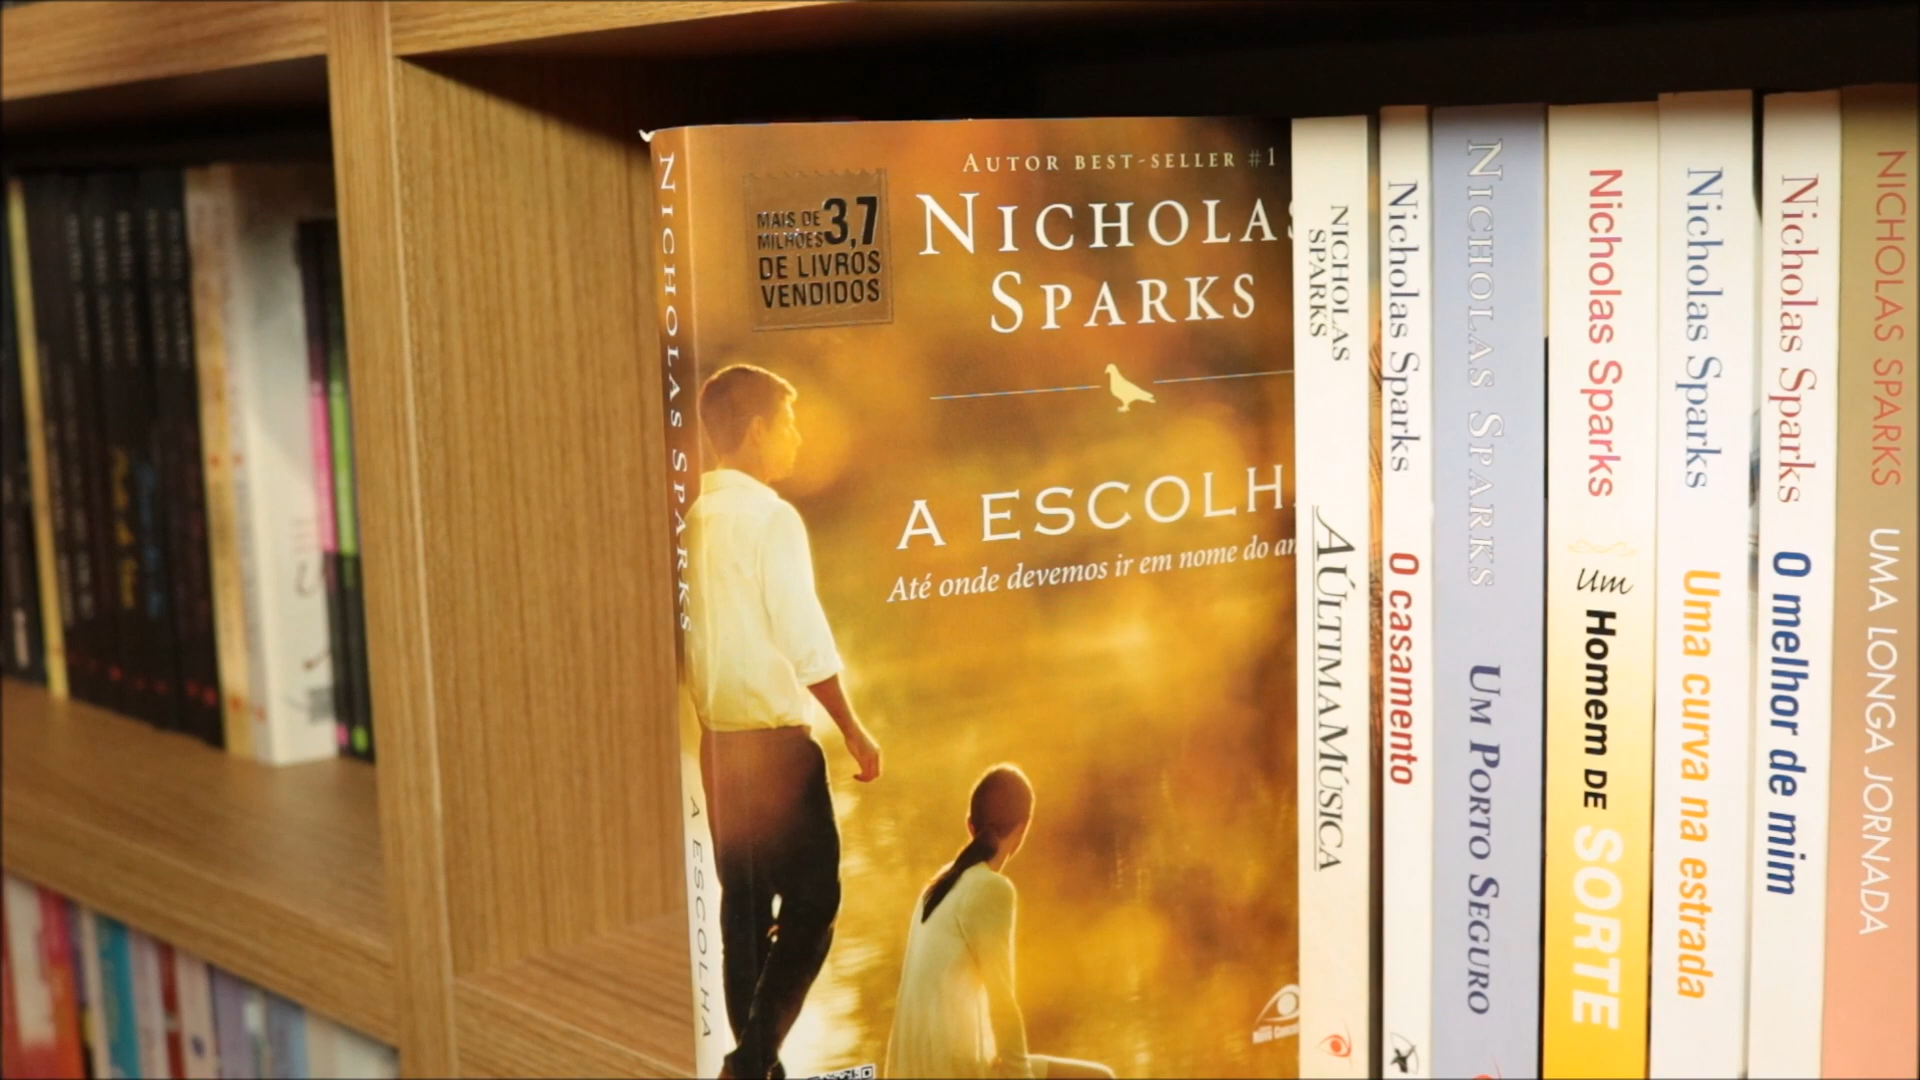 NICHOLAS SPARKS
A ESCOLHA
AUTOR BEST-SELLER #1
MAIS DE 3,7
MILHÕES
DE LIVROS
VENDIDOS
NICHOLAS
SPARKS
A ESCOLH
Até onde devemos ir em nome do
NICHOLAS
SPARKS
A ÚLTIMA MÚSICA
Nicholas Sparks
O casamento
NICHOLAS SPARKS
UM PORTO SEGURO
Nicholas Sparks
Um
Homem DE
SORTE
Nicholas Sparks
Uma curva na estrada
Nicholas Sparks
O melhor de mim
NICHOLAS SPARKS
UMA LONGA JORNADA